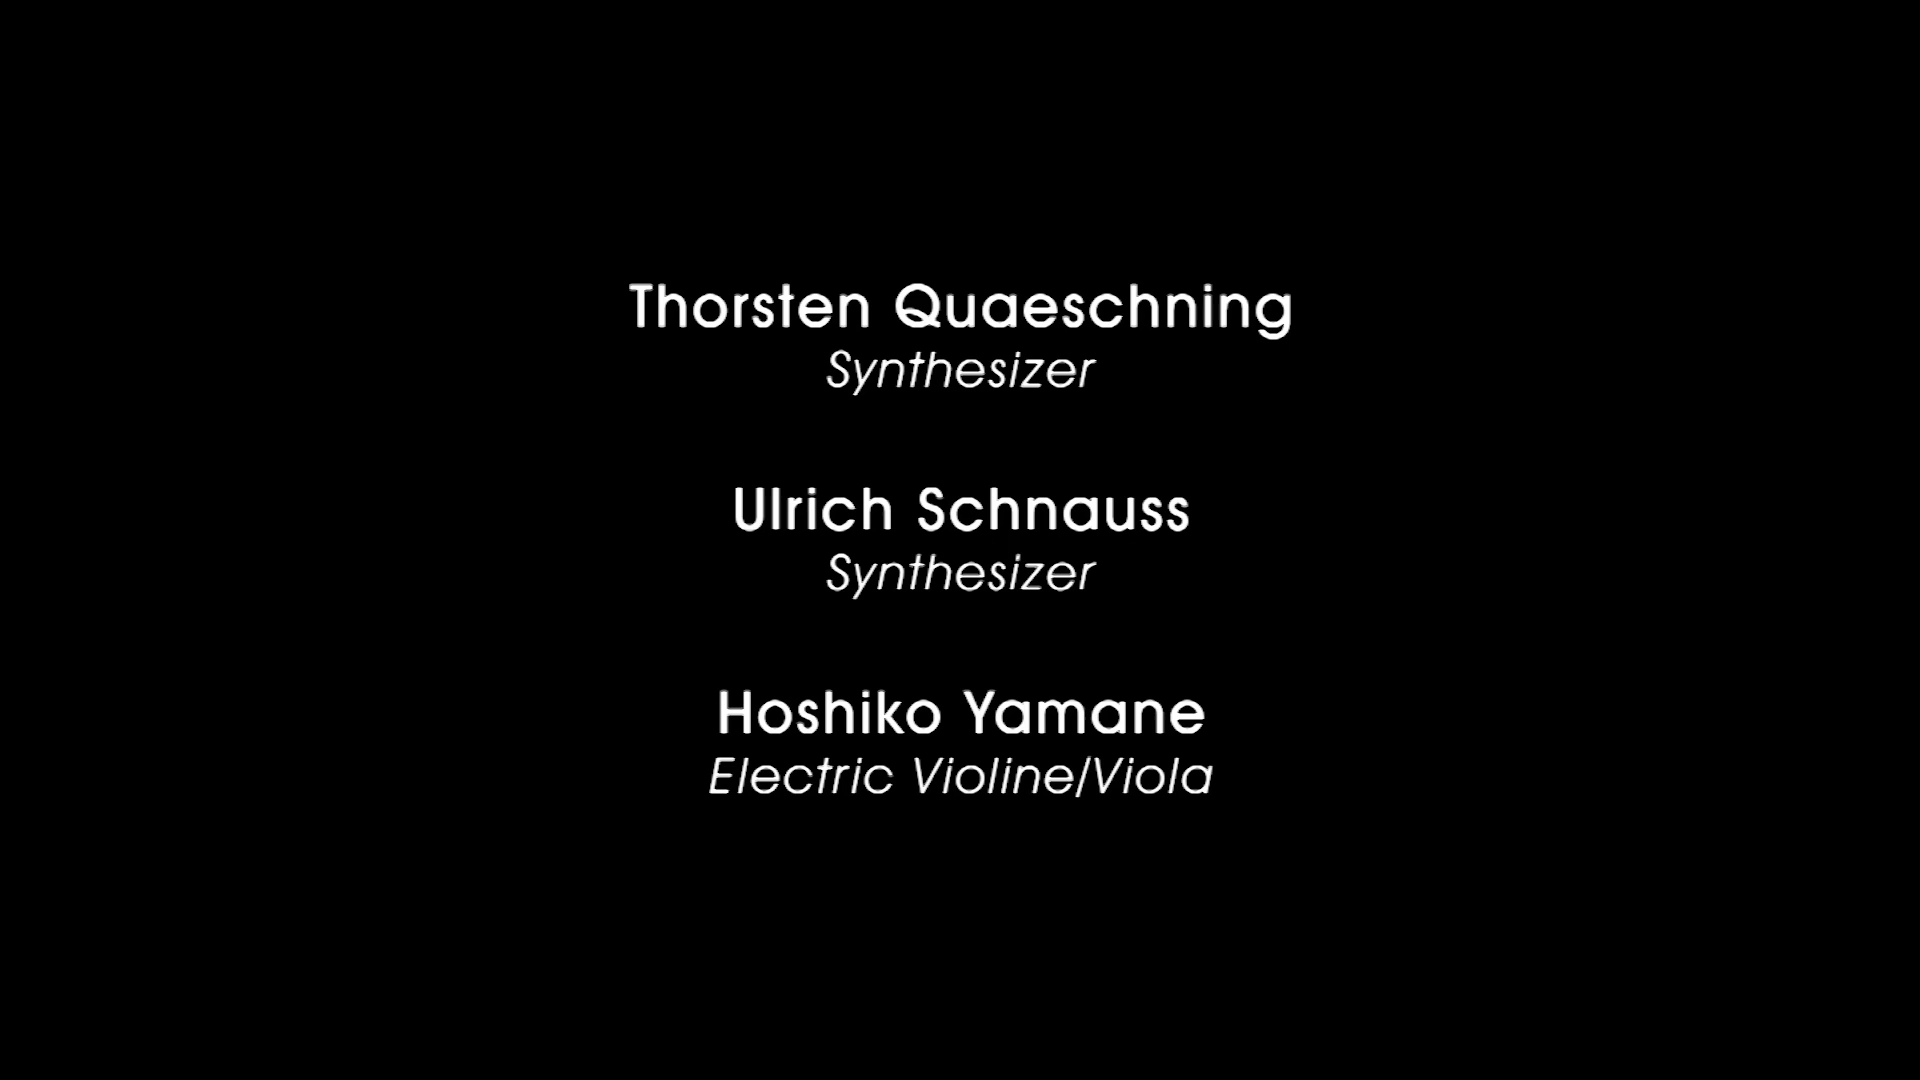 Thorsten Quaeschning
Synthesizer
Ulrich Schnauss
Synthesizer
Hoshiko Yamane
Electric Violine/Viola